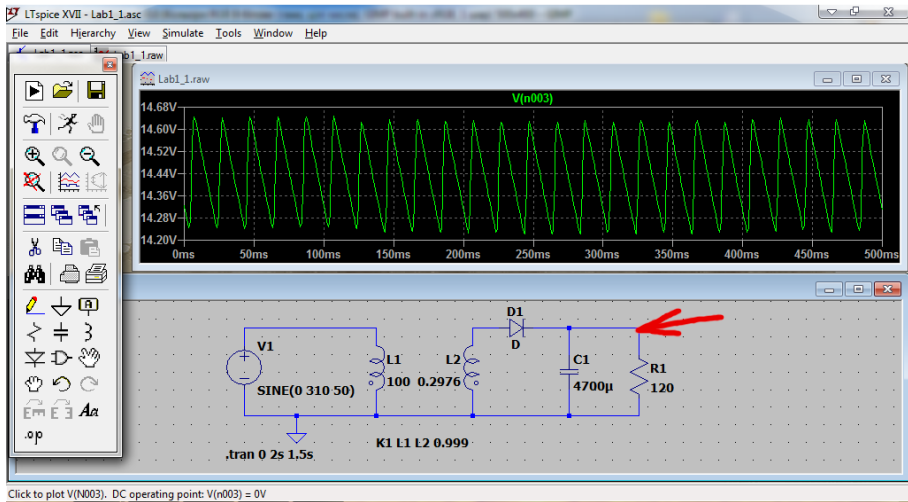 LTspice XVII - Lab1_1.asc
File Edit Hierarchy View Simulate Tools Window Help
Lab1_1.raw
V(n003)
14.68V
14.60V
14.52V
14.44V
14.36V
14.28V
14.20V
0ms 50ms 100ms 150ms 200ms 250ms 300ms 350ms 400ms 450ms 500ms
D1
D
V1
SINE(0 310 50)
L1
100
L2
0.2976
C1
4700µ
R1
120
K1 L1 L2 0.999
.tran 0 2s 1,5s
A
Aa
.op
Click to plot V(N003). DC operating point: V(n003) = 0V